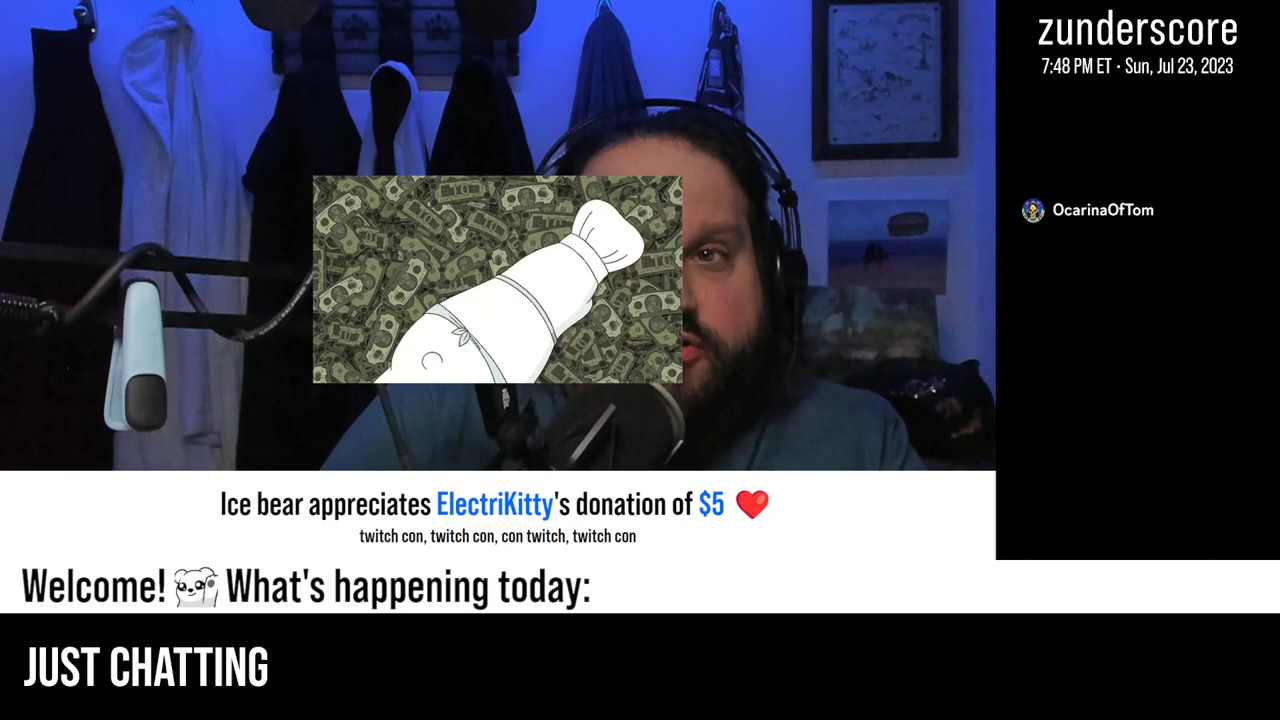 zunderscore
7:48 PM ET · Sun, Jul 23, 2023
OcarinaOfTom
Ice bear appreciates ElectriKitty's donation of $5 ❤️
twitch con, twitch con, con twitch, twitch con
Welcome! What's happening today:
JUST CHATTING